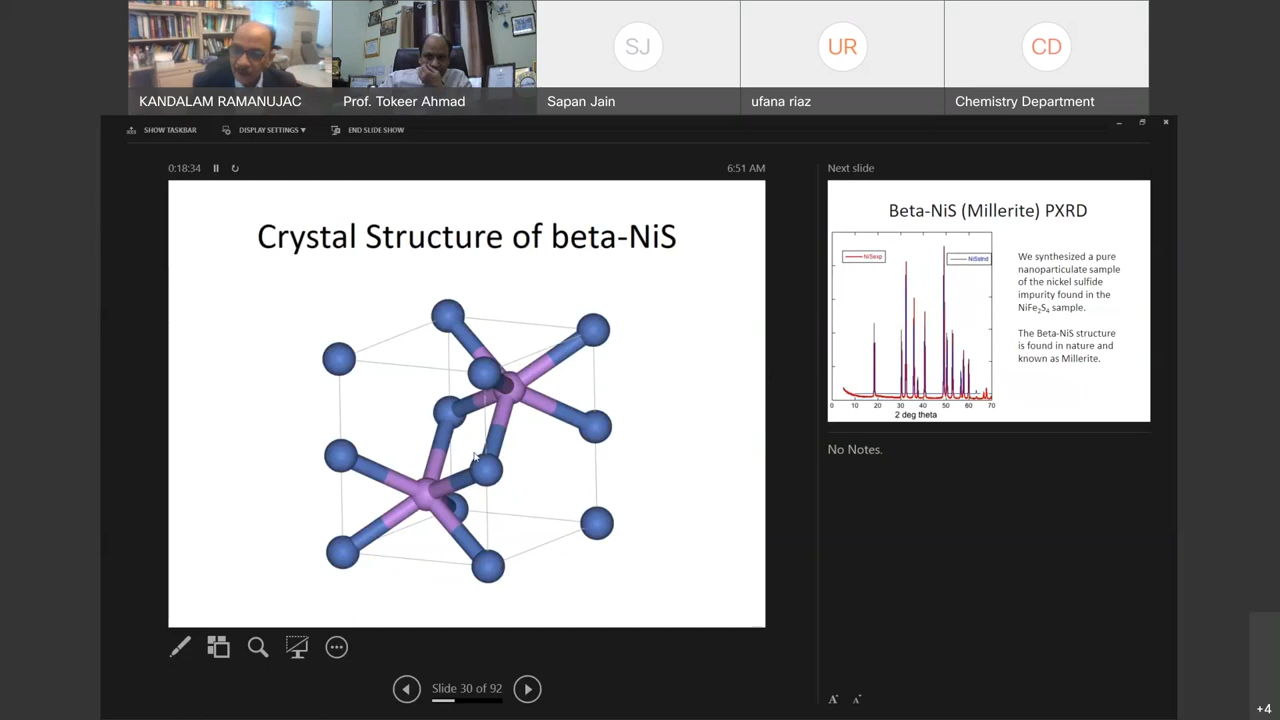 SJ
UR
CD
KANDALAM RAMANUJAC
Prof. Tokeer Ahmad
Sapan Jain
ufana riaz
Chemistry Department
SHOW TASKBAR
DISPLAY SETTINGS ▾
END SLIDE SHOW
0:18:34
6:51 AM
Crystal Structure of beta-NiS
Slide 30 of 92
Next slide
Beta-NiS (Millerite) PXRD
NiSexp
NiSstnd
0 10 20 30 40 50 60 70
2 deg theta
We synthesized a pure
nanoparticulate sample
of the nickel sulfide
impurity found in the
NiFe₂S₄ sample.
The Beta-NiS structure
is found in nature and
known as Millerite.
No Notes.
A A
+4